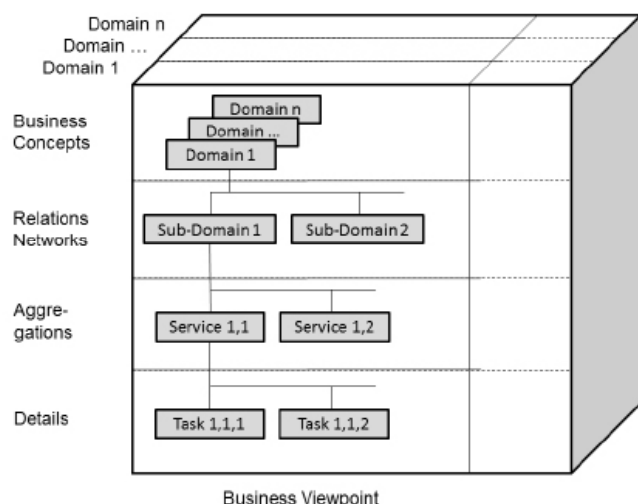 Domain n
Domain ...
Domain 1
Business
Concepts
Domain n
Domain ...
Domain 1
Relations
Networks
Sub-Domain 1
Sub-Domain 2
Aggre-
gations
Service 1,1
Service 1,2
Details
Task 1,1,1
Task 1,1,2
Business Viewpoint